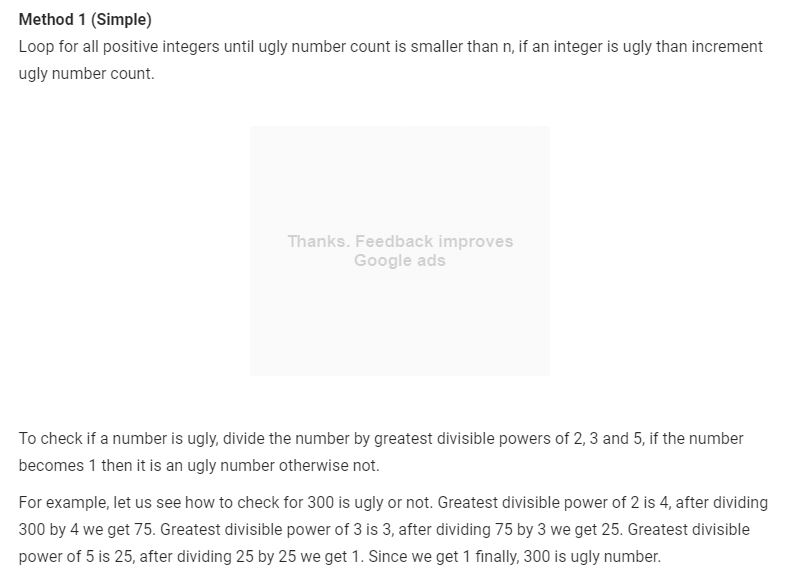 Method 1 (Simple)
Loop for all positive integers until ugly number count is smaller than n, if an integer is ugly than increment
ugly number count.
Thanks. Feedback improves
Google ads
To check if a number is ugly, divide the number by greatest divisible powers of 2, 3 and 5, if the number
becomes 1 then it is an ugly number otherwise not.
For example, let us see how to check for 300 is ugly or not. Greatest divisible power of 2 is 4, after dividing
300 by 4 we get 75. Greatest divisible power of 3 is 3, after dividing 75 by 3 we get 25. Greatest divisible
power of 5 is 25, after dividing 25 by 25 we get 1. Since we get 1 finally, 300 is ugly number.